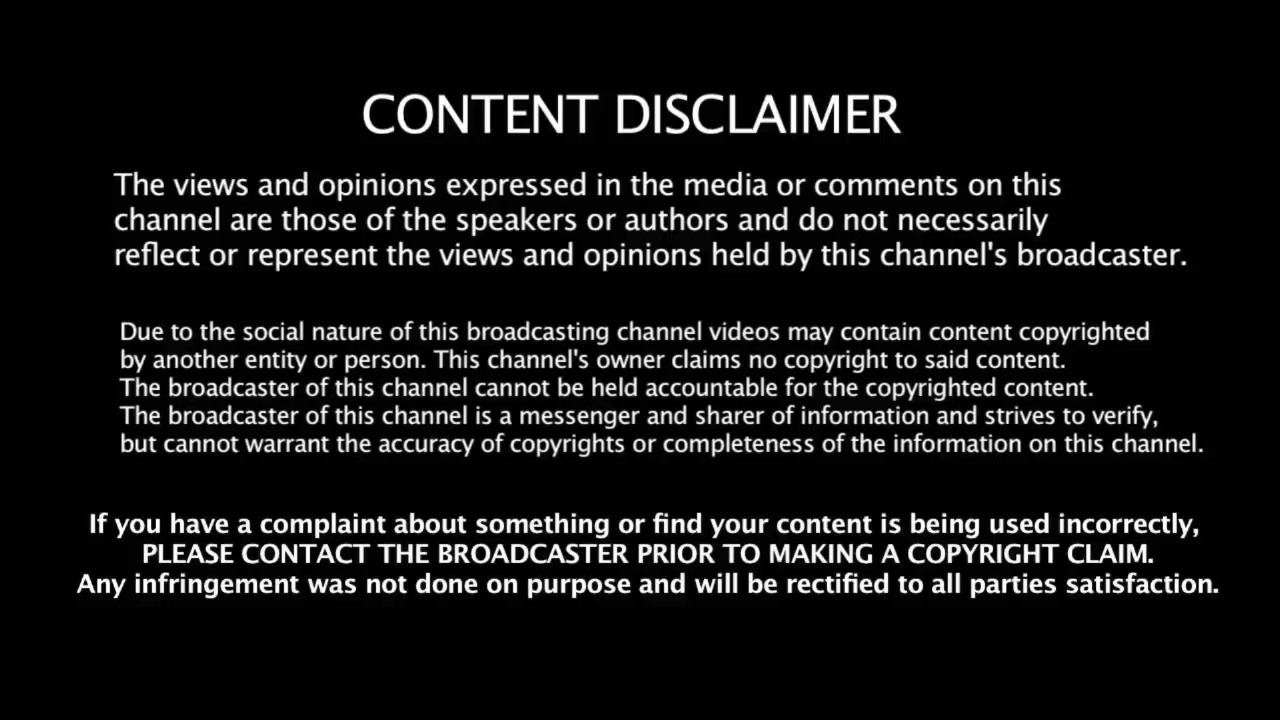 CONTENT DISCLAIMER
The views and opinions expressed in the media or comments on this
channel are those of the speakers or authors and do not necessarily
reflect or represent the views and opinions held by this channel's broadcaster.
Due to the social nature of this broadcasting channel videos may contain content copyrighted
by another entity or person. This channel's owner claims no copyright to said content.
The broadcaster of this channel cannot be held accountable for the copyrighted content.
The broadcaster of this channel is a messenger and sharer of information and strives to verify,
but cannot warrant the accuracy of copyrights or completeness of the information on this channel.
If you have a complaint about something or find your content is being used incorrectly,
PLEASE CONTACT THE BROADCASTER PRIOR TO MAKING A COPYRIGHT CLAIM.
Any infringement was not done on purpose and will be rectified to all parties satisfaction.